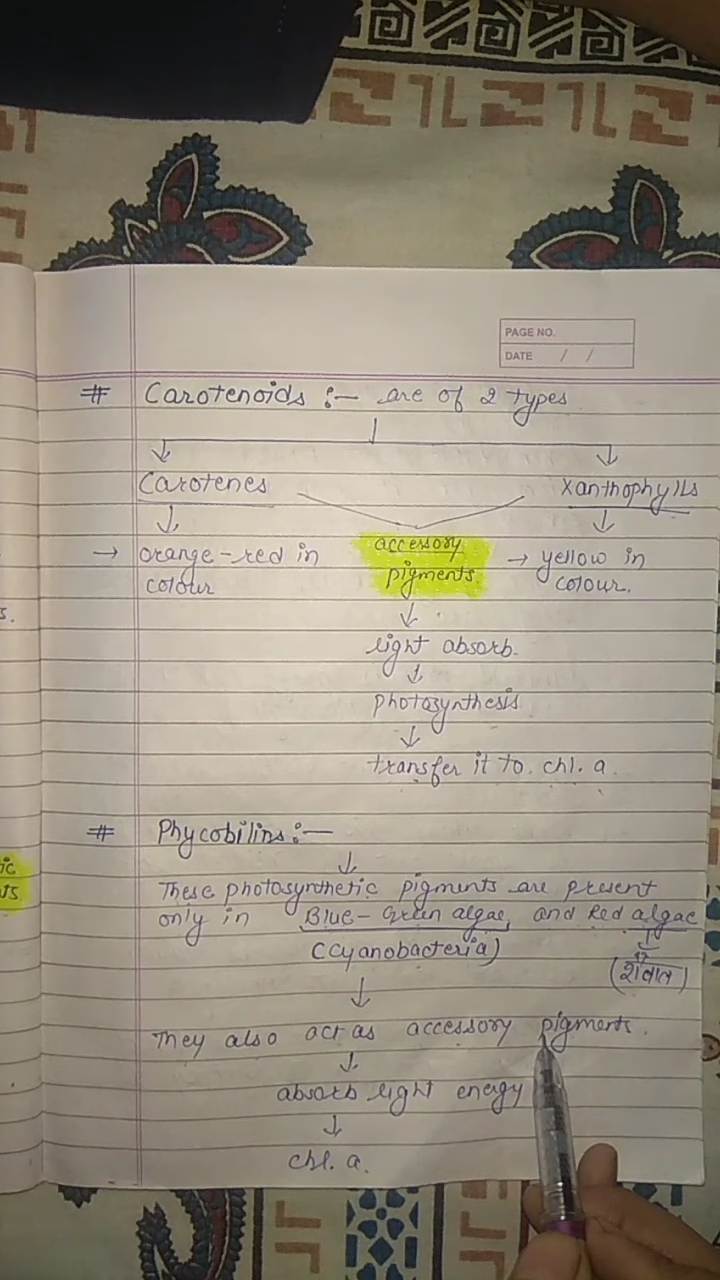 PAGE NO.
DATE / /
# Carotenoids :- are of 2 types
Carotenes
Xanthophylls
→ orange-red in
colour
accessory
pigments.
→ yellow in
colour.
light absorb.
photosynthesis
transfer it to chl. a
# Phycobilins :-
These photosynthetic pigments are present
only in Blue-Green algae, and Red algae
(Cyanobacteria)
(शैवाल)
They also act as accessory pigments.
absorb light energy
chl. a.
s.
ic
ts